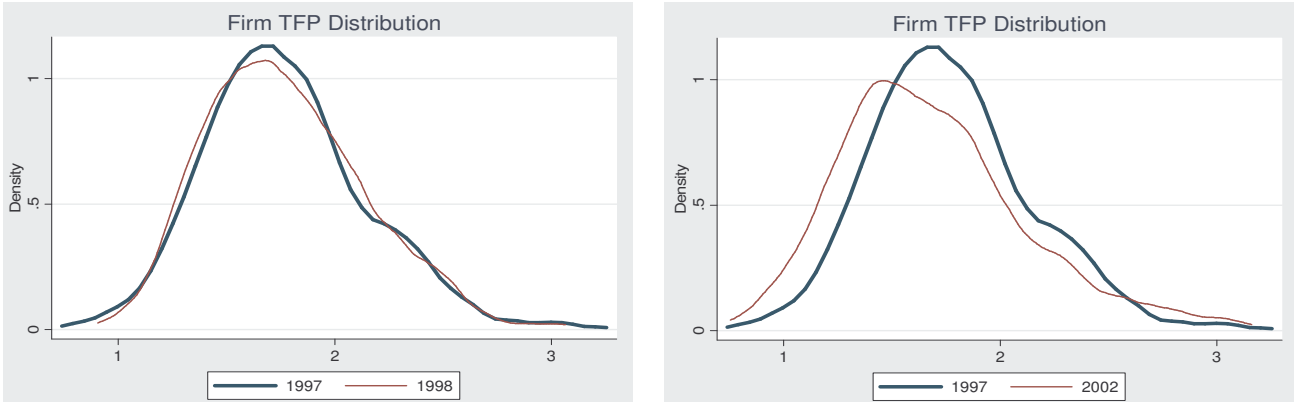 Firm TFP Distribution
Density
1
.5
0
1 2 3
1997 1998
Firm TFP Distribution
Density
1
.5
0
1 2 3
1997 2002